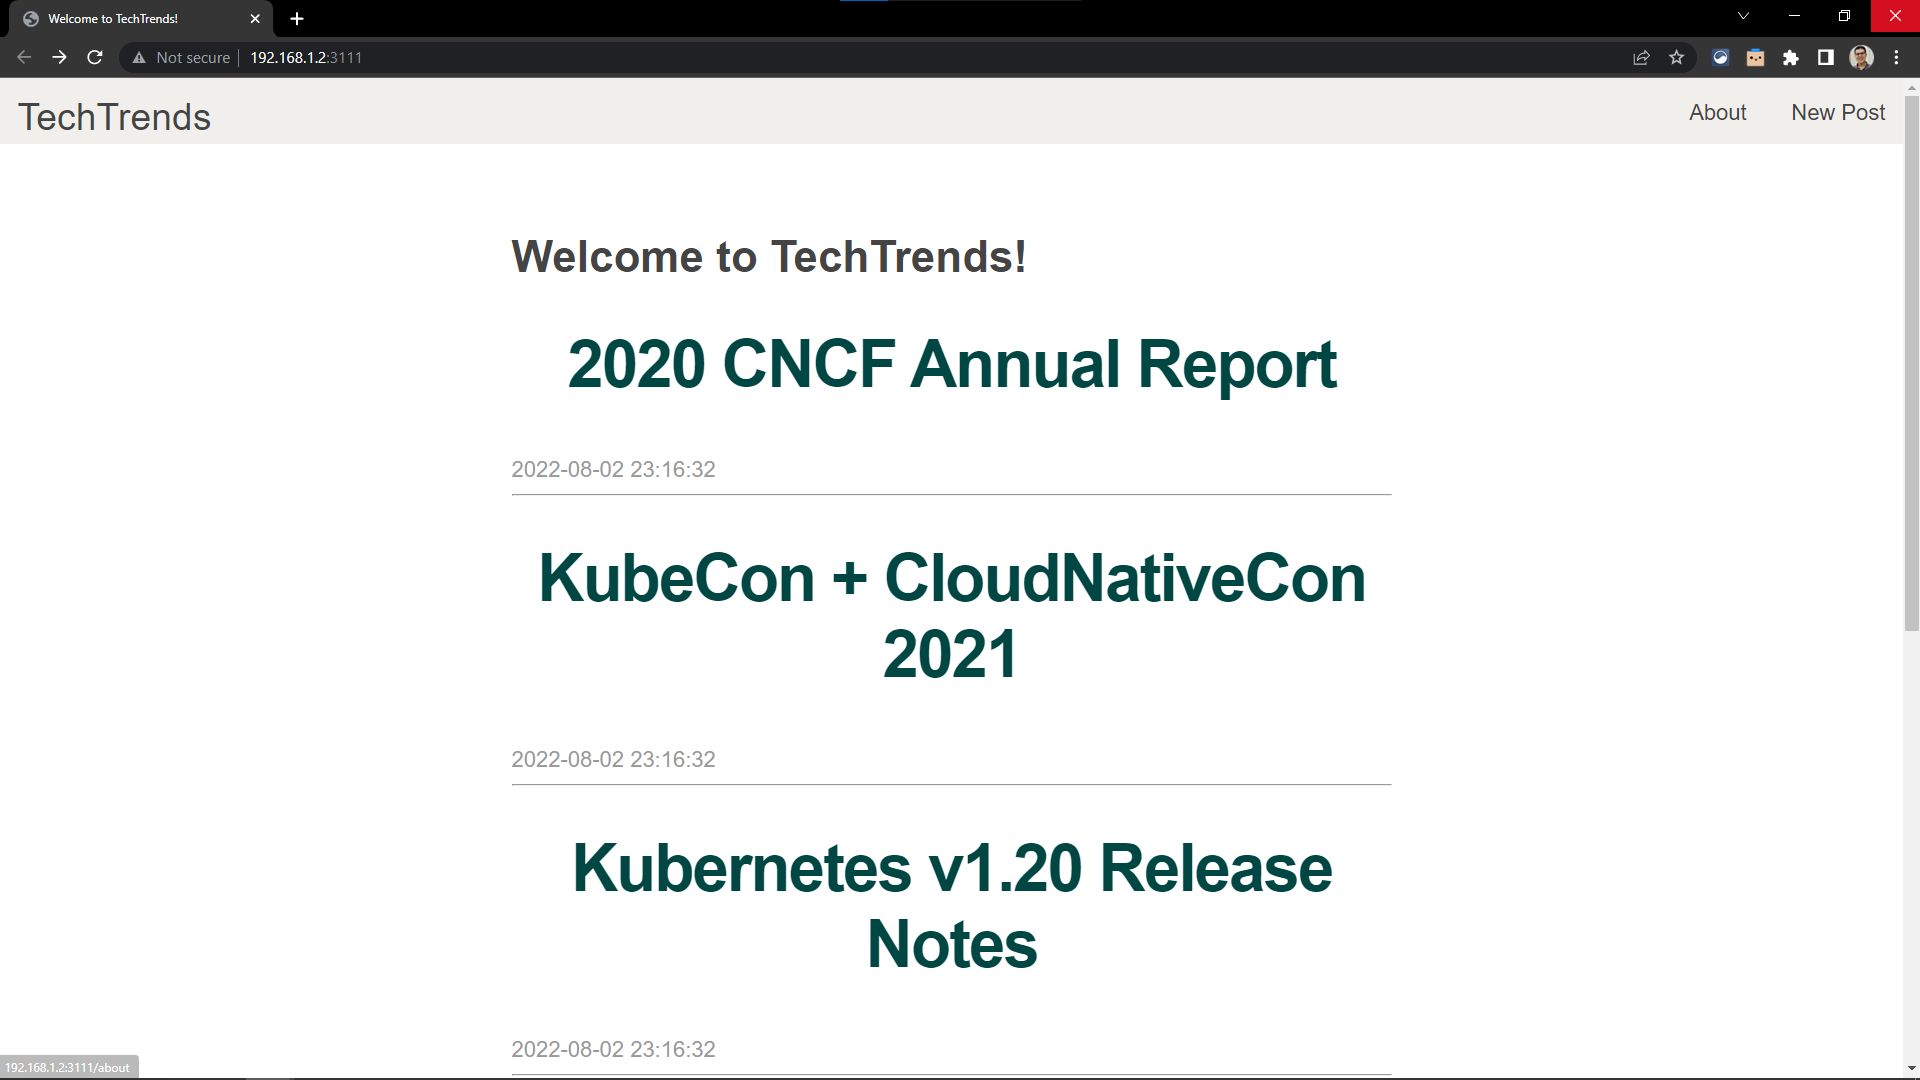 Welcome to TechTrends!
Not secure 192.168.1.2:3111
TechTrends
About New Post
Welcome to TechTrends!
2020 CNCF Annual Report
2022-08-02 23:16:32
KubeCon + CloudNativeCon
2021
2022-08-02 23:16:32
Kubernetes v1.20 Release
Notes
2022-08-02 23:16:32
192.168.1.2:3111/about